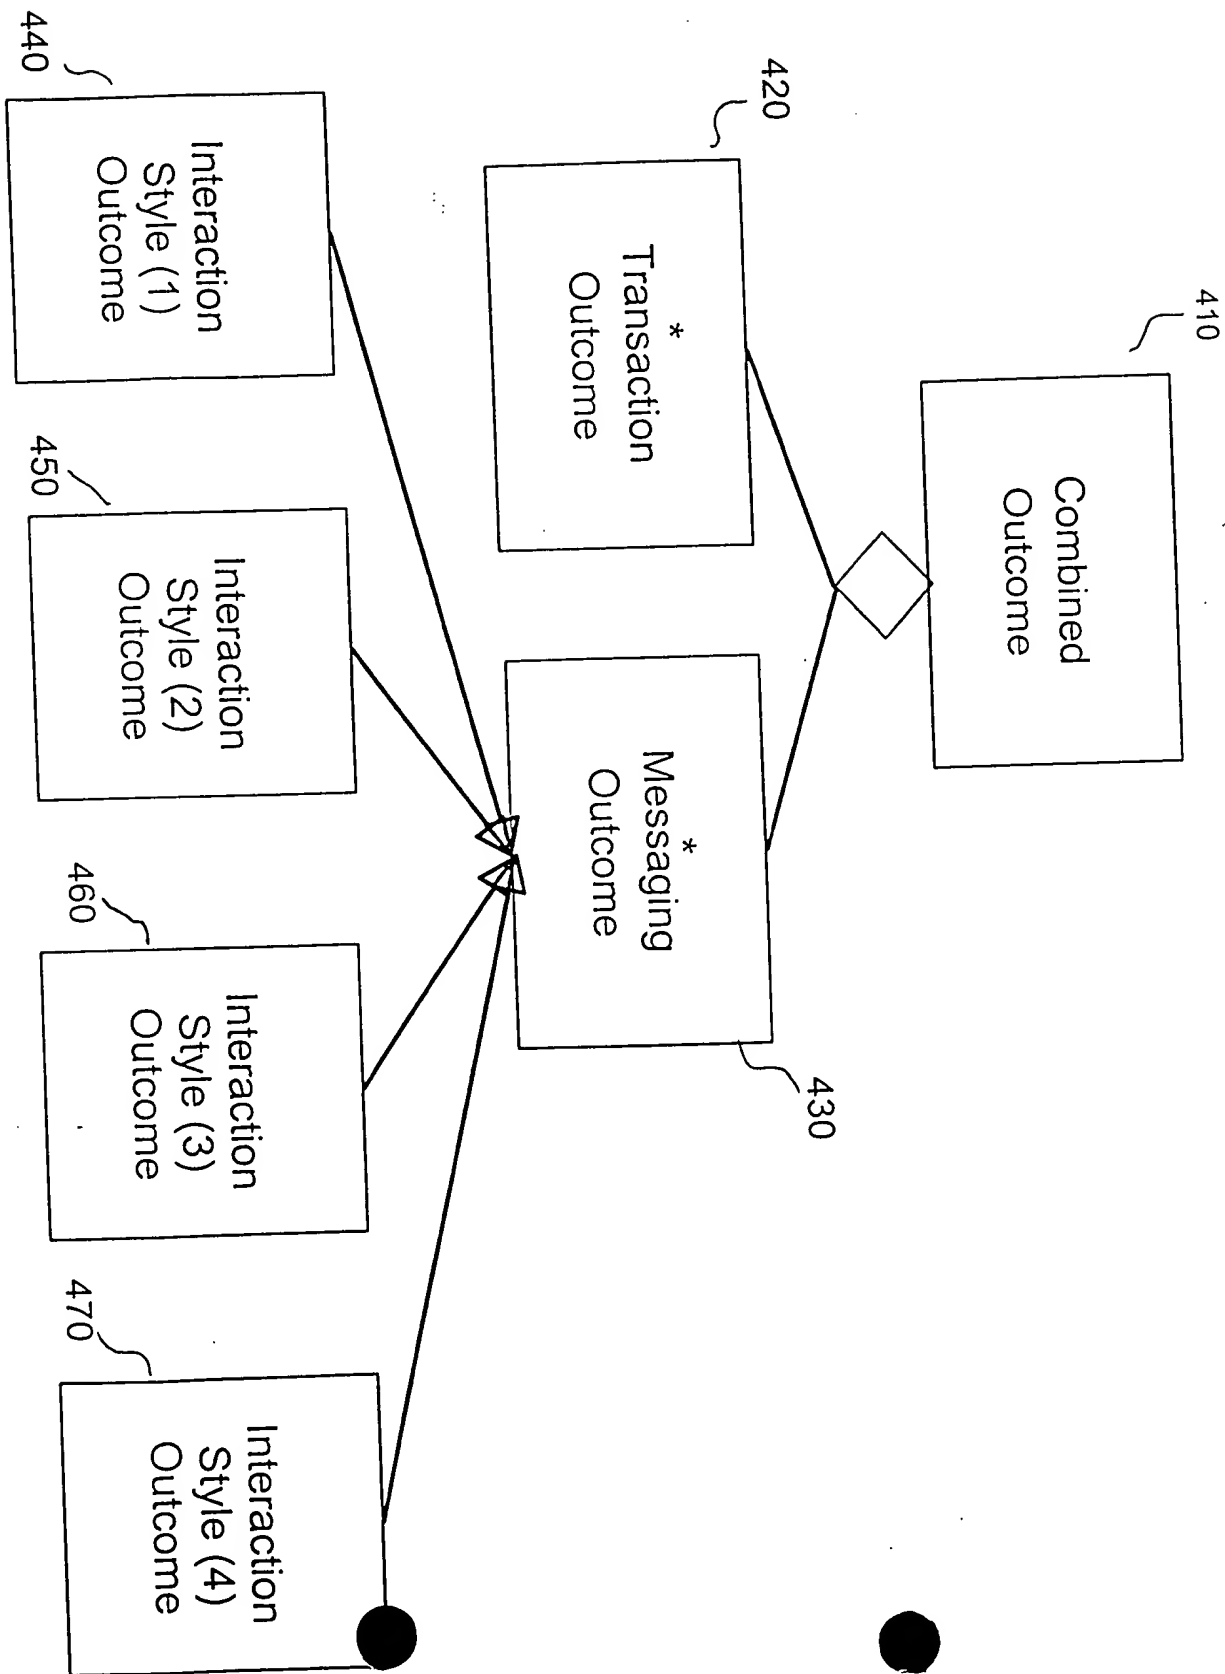 410
Combined
Outcome
420
*
Transaction
Outcome
*
Messaging
Outcome
430
440
Interaction
Style (1)
Outcome
450
Interaction
Style (2)
Outcome
460
Interaction
Style (3)
Outcome
470
Interaction
Style (4)
Outcome